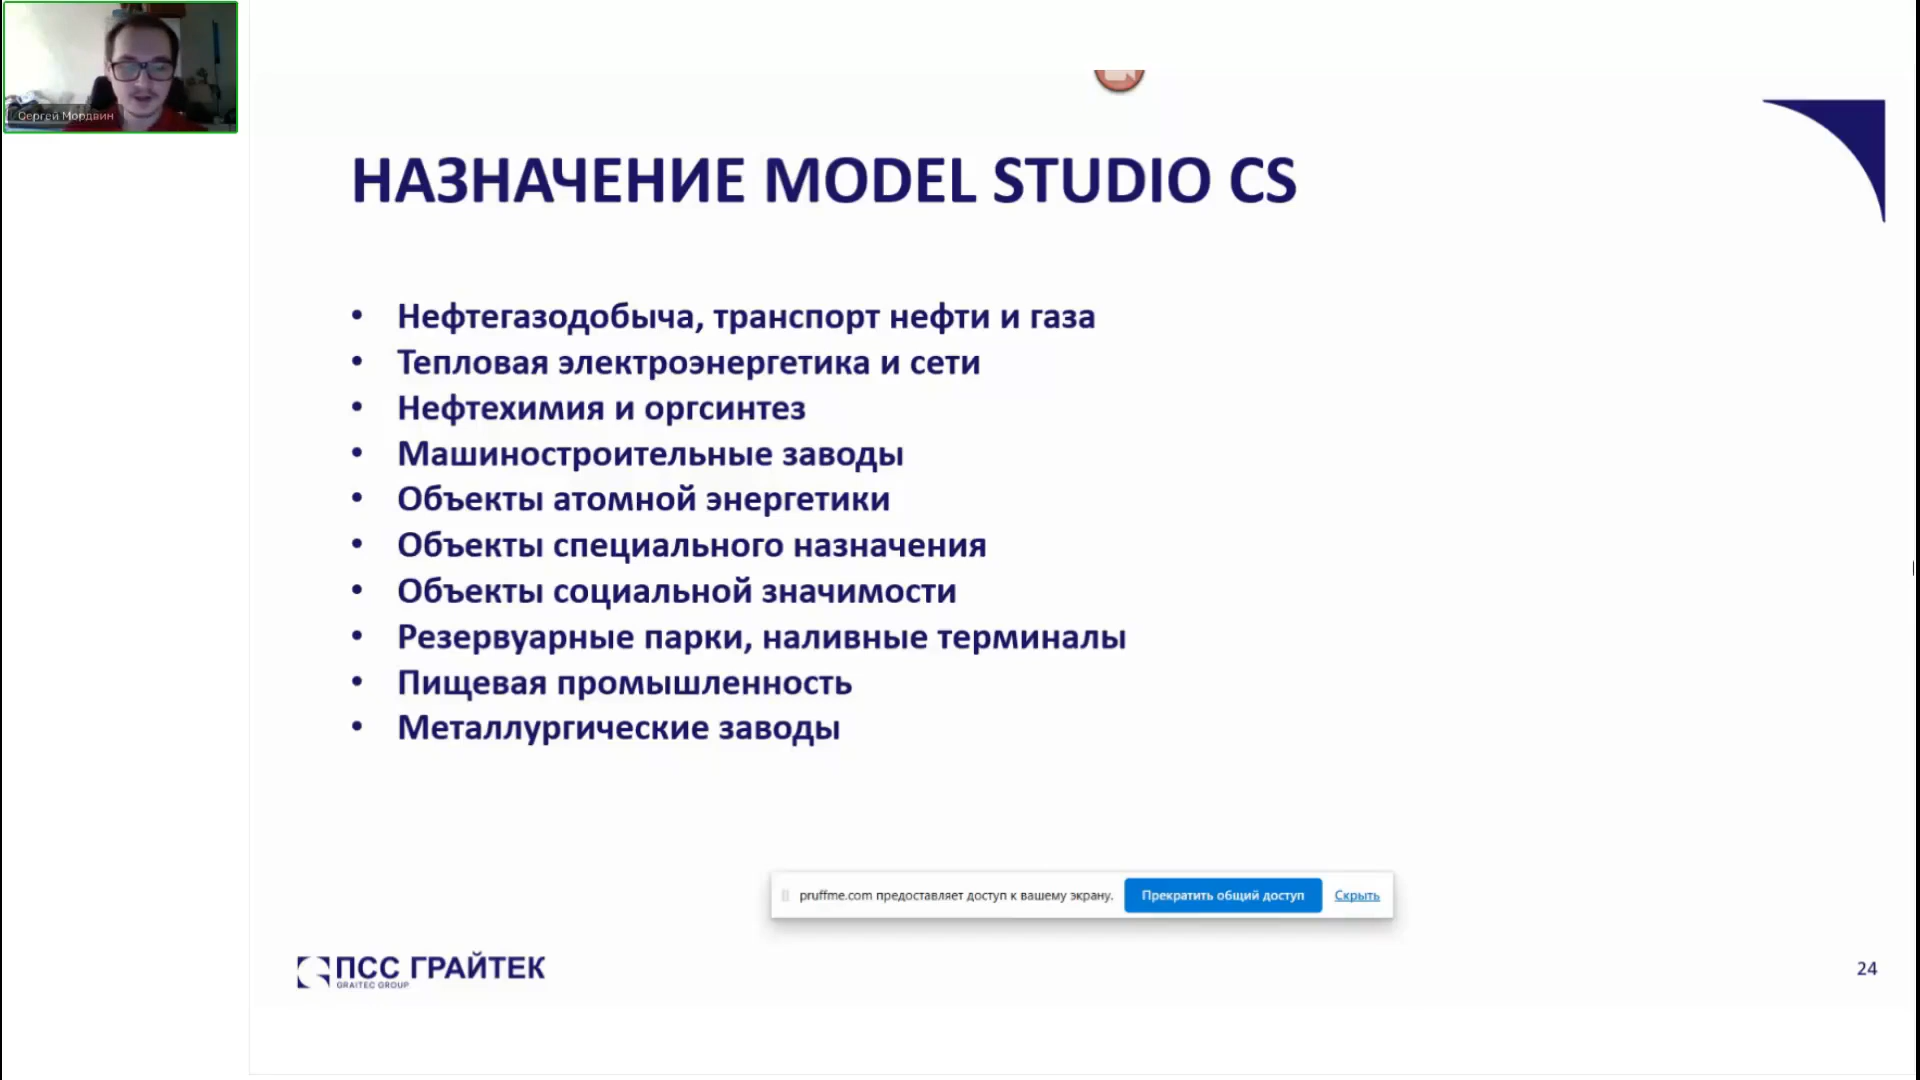 Сергей Мордвин
НАЗНАЧЕНИЕ MODEL STUDIO CS
• Нефтегазодобыча, транспорт нефти и газа
• Тепловая электроэнергетика и сети
• Нефтехимия и оргсинтез
• Машиностроительные заводы
• Объекты атомной энергетики
• Объекты специального назначения
• Объекты социальной значимости
• Резервуарные парки, наливные терминалы
• Пищевая промышленность
• Металлургические заводы
pruffme.com предоставляет доступ к вашему экрану. Прекратить общий доступ Скрыть
ПСС ГРАЙТЕК
GRAITEC GROUP
24